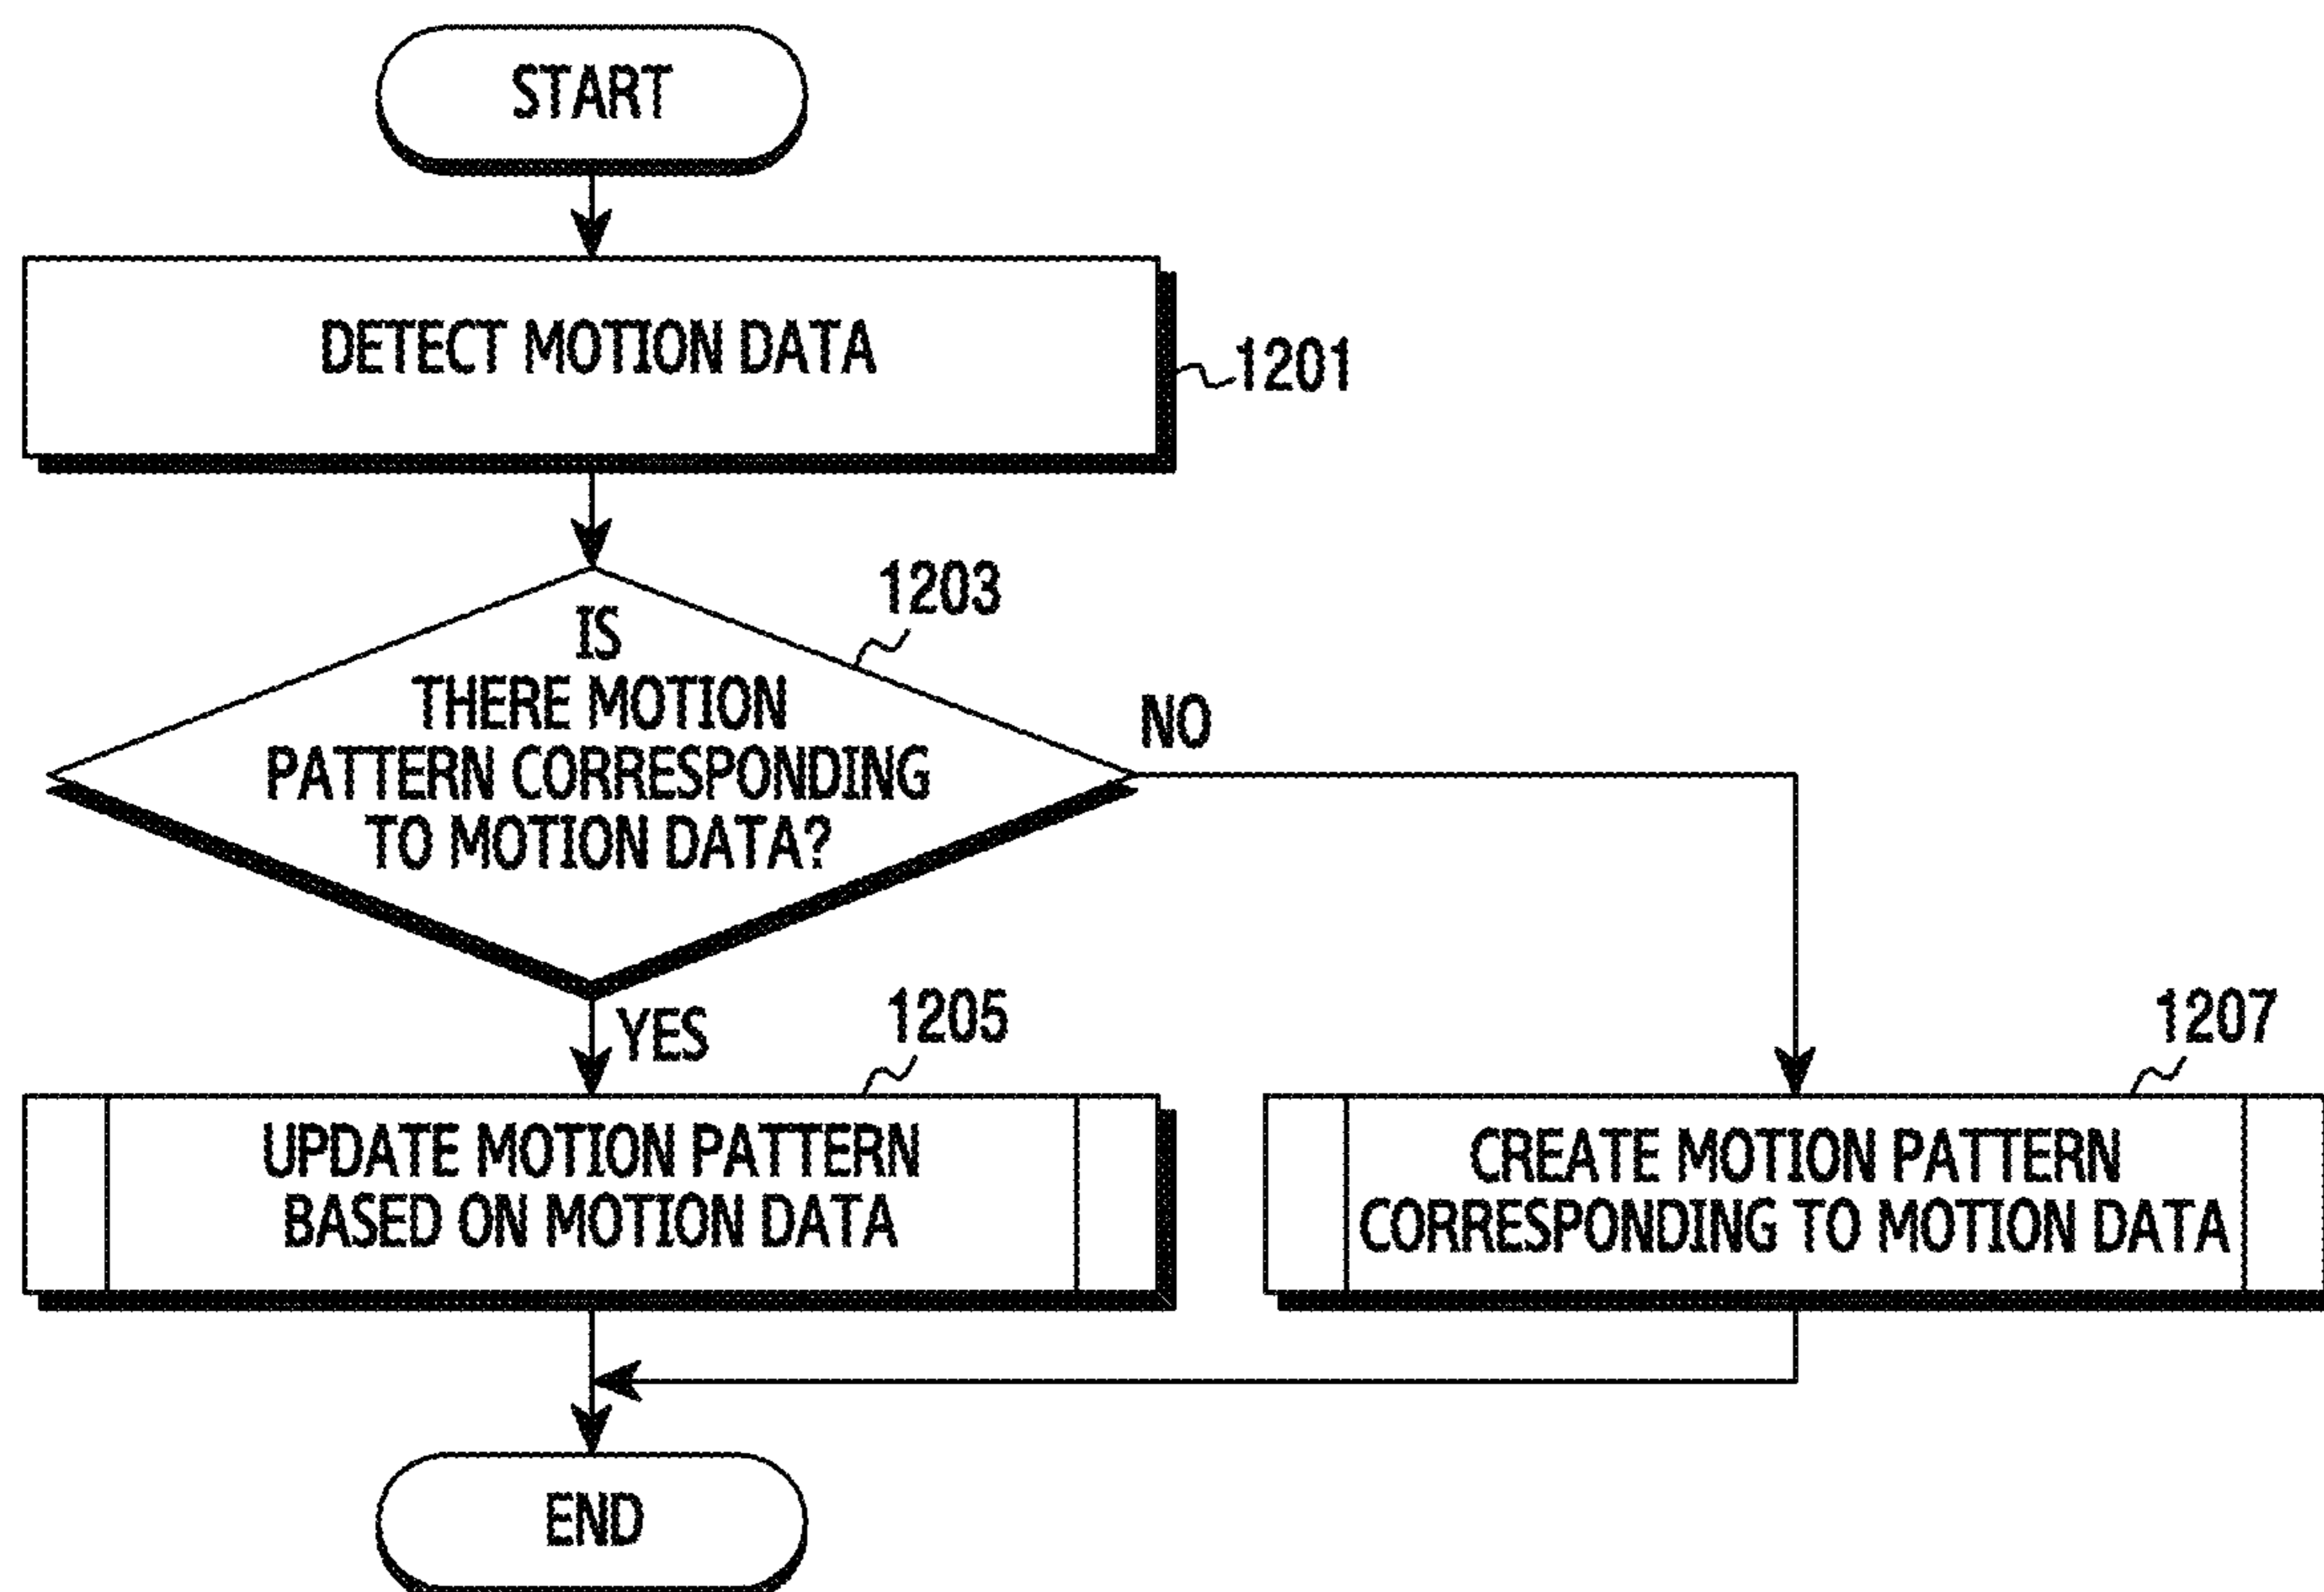 START
DETECT MOTION DATA
1201
1203
IS
THERE MOTION
PATTERN CORRESPONDING
TO MOTION DATA?
NO
YES
1205
UPDATE MOTION PATTERN
BASED ON MOTION DATA
1207
CREATE MOTION PATTERN
CORRESPONDING TO MOTION DATA
END